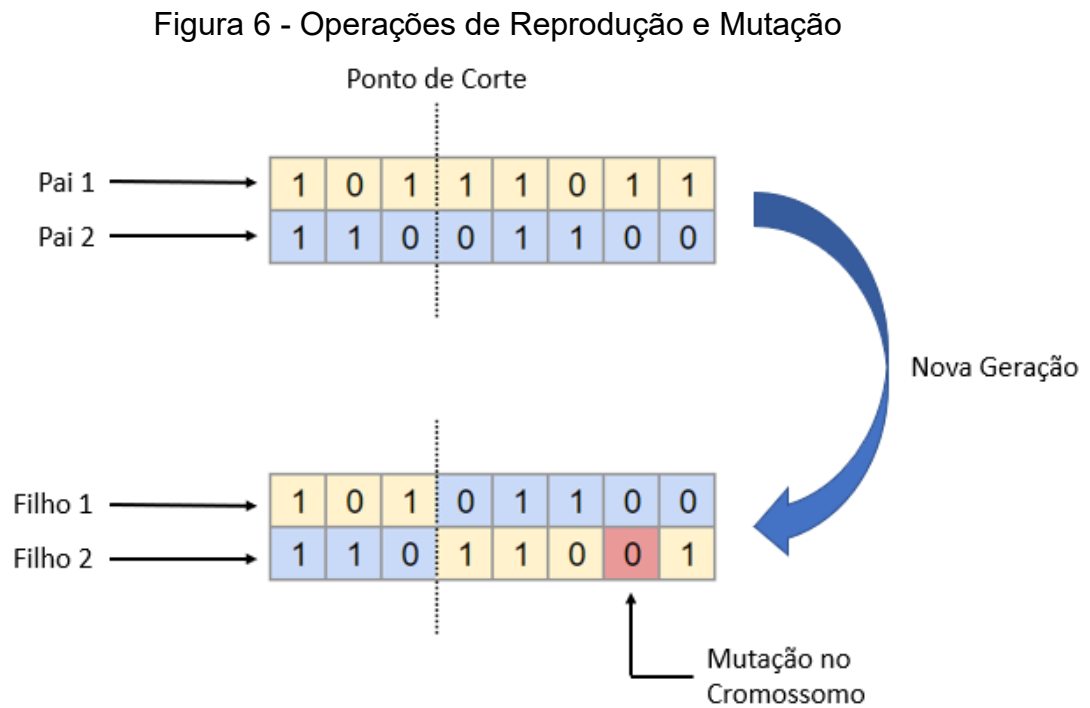 Figura 6 - Operações de Reprodução e Mutação
Ponto de Corte
Pai 1 1 0 1 1 1 0 1 1
Pai 2 1 1 0 0 1 1 0 0
Nova Geração
Filho 1 1 0 1 0 1 1 0 0
Filho 2 1 1 0 1 1 0 0 1
Mutação no
Cromossomo